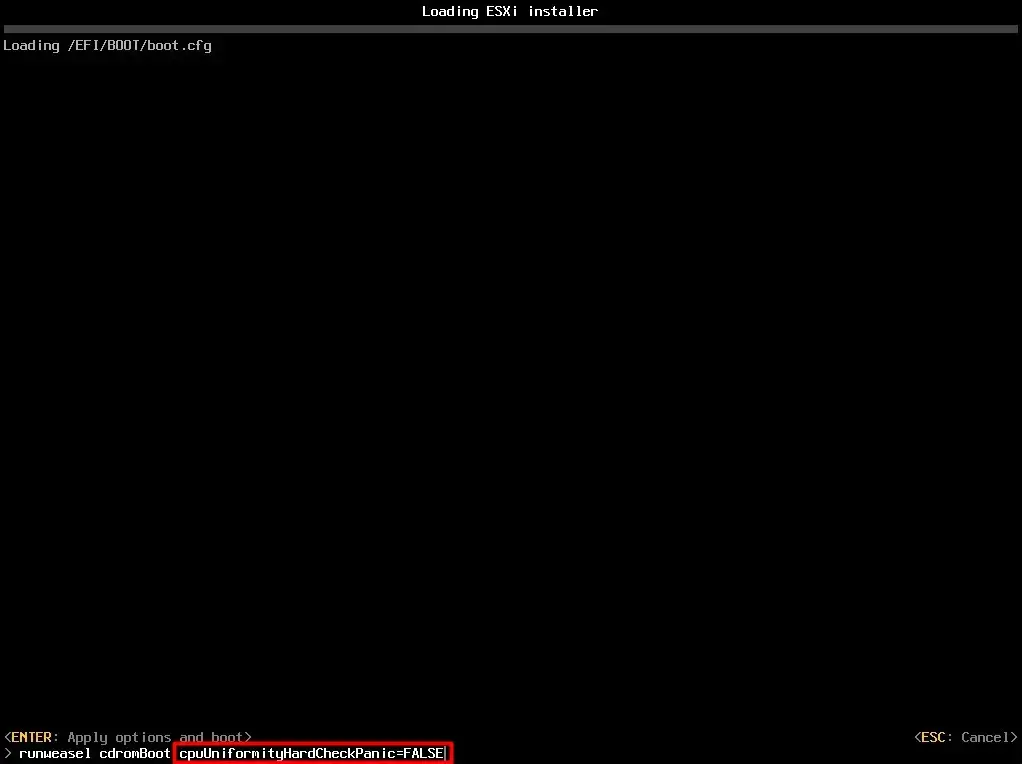 Loading ESXi installer
Loading /EFI/BOOT/boot.cfg
<ENTER: Apply options and boot> <ESC: Cancel>
> runweasel cdromBoot cpuUniformityHardCheckPanic=FALSE